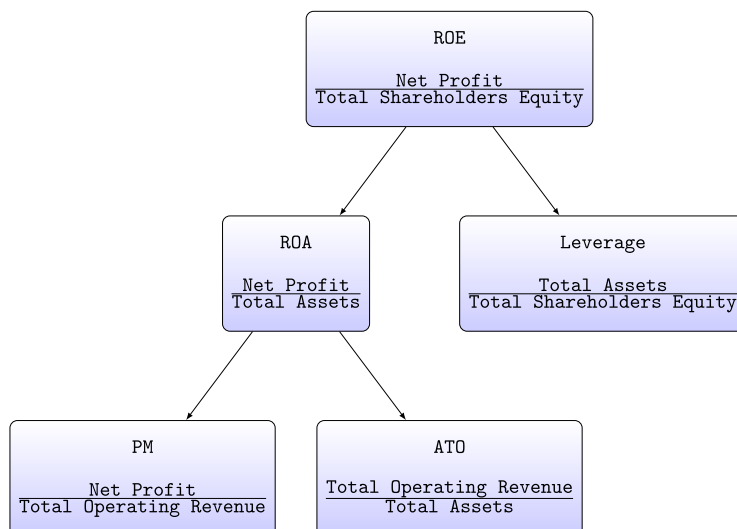 ROE
Net Profit
Total Shareholders Equity
ROA
Net Profit
Total Assets
Leverage
Total Assets
Total Shareholders Equity
PM
Net Profit
Total Operating Revenue
ATO
Total Operating Revenue
Total Assets